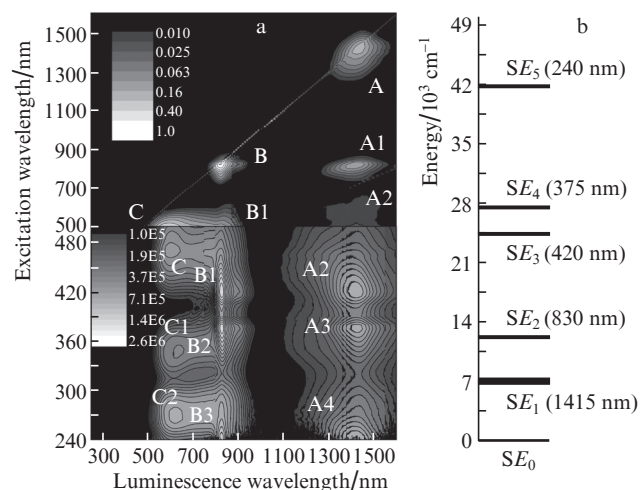 a
b
Excitation wavelength/nm
1500
1300
1100
900
700
500
480
420
360
300
240
0.010
0.025
0.063
0.16
0.40
1.0
A
B
A1
C
B1
A2
1.0E5
1.9E5
3.7E5
7.1E5
1.4E6
2.6E6
C
B1
A2
C1
B2
A3
C2
B3
A4
300 500 700 900 1100 1300 1500
Luminescence wavelength/nm
Energy/10³ cm⁻¹
49
42
35
28
21
14
7
0
SE₅ (240 nm)
SE₄ (375 nm)
SE₃ (420 nm)
SE₂ (830 nm)
SE₁ (1415 nm)
SE₀